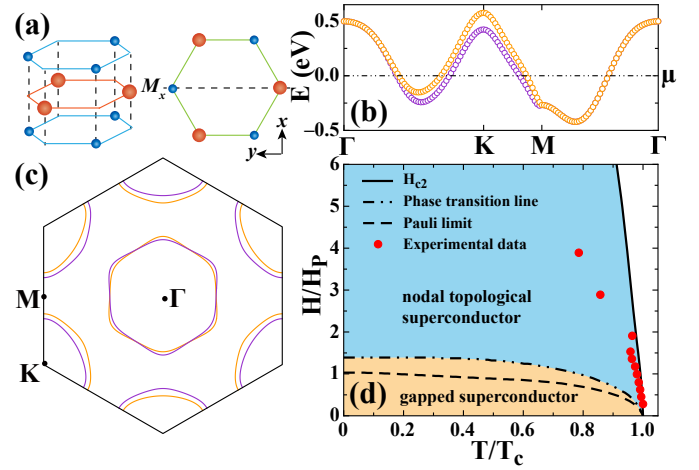 (a)
M_x
x
y
E (eV)
0.5
0.0
−0.5
(b)
μ
Γ K M Γ
(c)
M
Γ
K
H/H_P
6
5
4
3
2
1
0
H_c2
Phase transition line
Pauli limit
Experimental data
nodal topological
superconductor
gapped superconductor
(d)
0 0.2 0.4 0.6 0.8 1.0
T/T_c